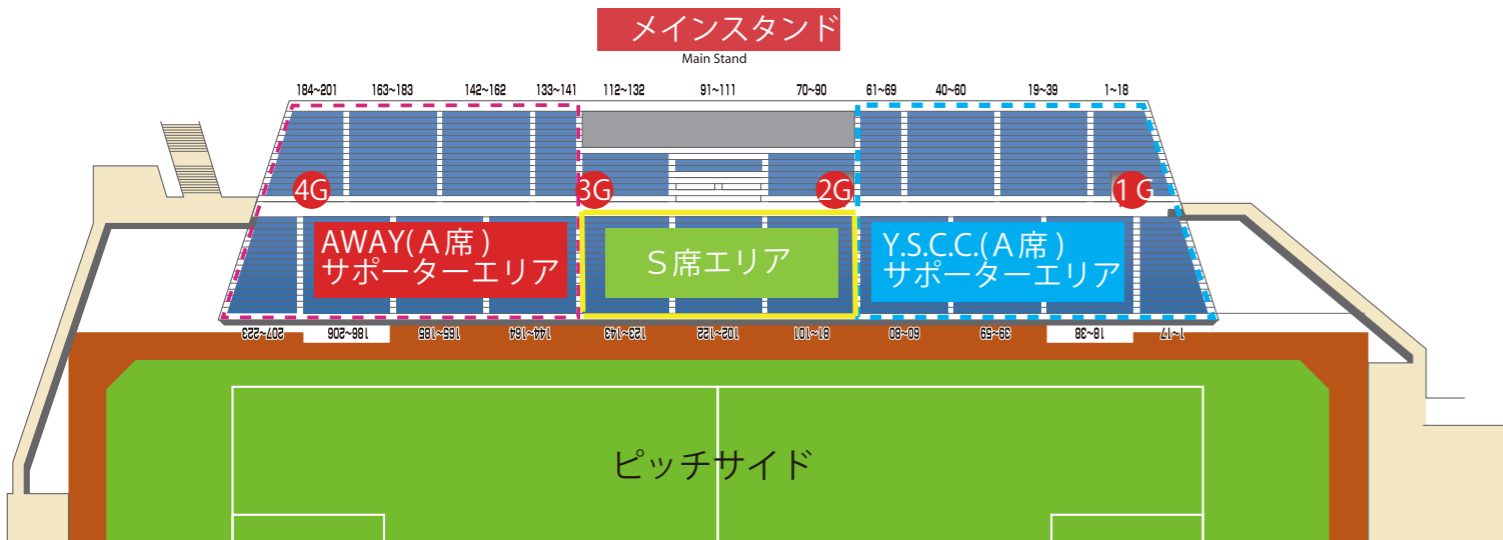 メインスタンド
Main Stand
184~201 163~183 142~162 133~141 112~132 91~111 70~90 61~69 40~60 19~39 1~18
4G 3G 2G 1G
AWAY(A席)
サポーターエリア
S席エリア
Y.S.C.C.(A席)
サポーターエリア
207~223 186~206 165~185 144~164 123~143 102~122 81~101 60~80 39~59 18~38 1~17
ピッチサイド